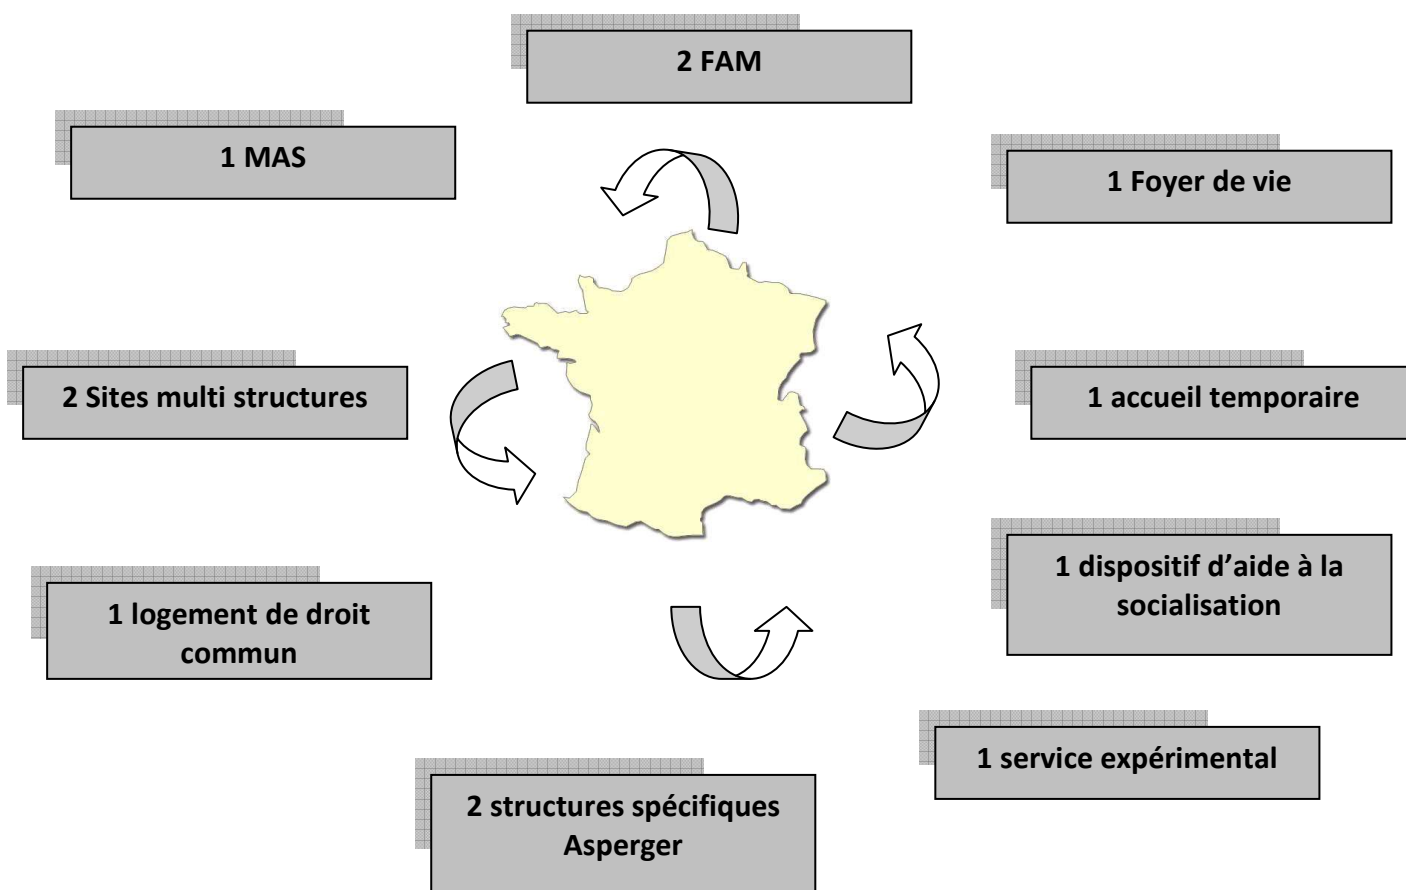 2 FAM
1 MAS
1 Foyer de vie
2 Sites multi structures
1 accueil temporaire
1 dispositif d’aide à la
socialisation
1 logement de droit
commun
1 service expérimental
2 structures spécifiques
Asperger